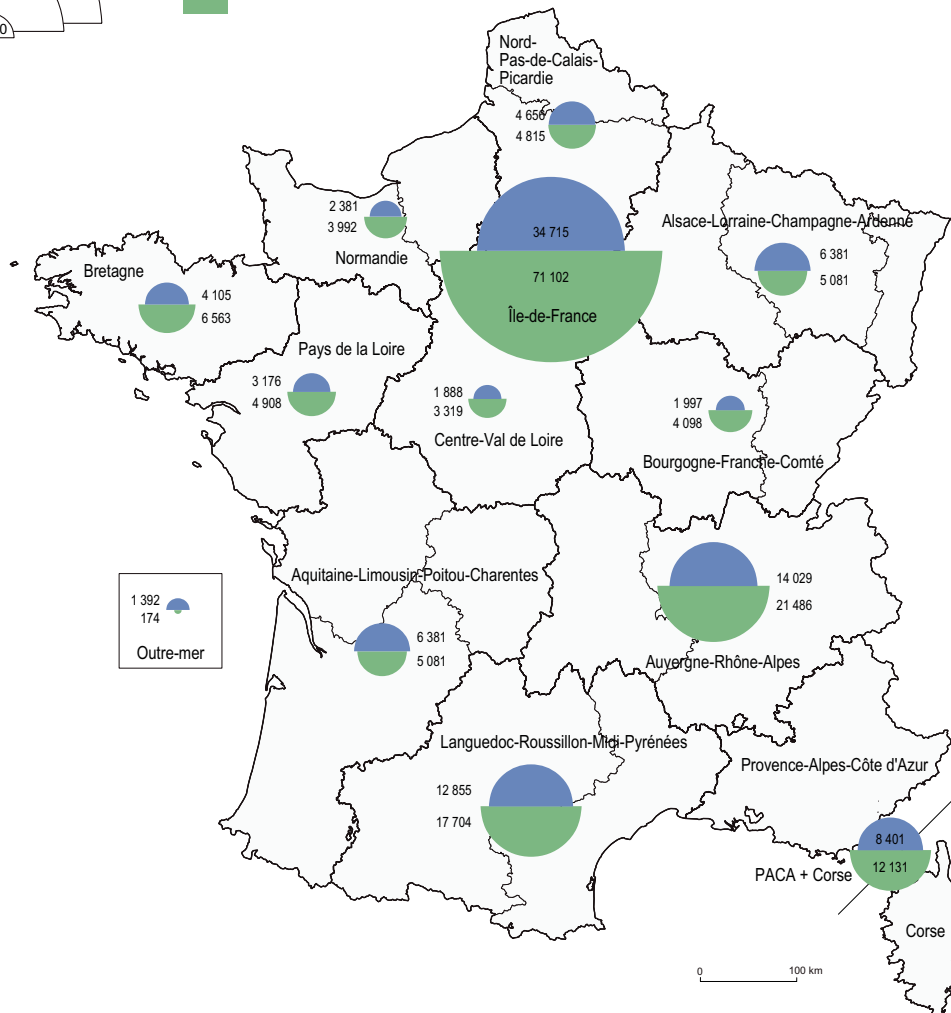 0
Nord-
Pas-de-Calais-
Picardie
4 656
4 815
2 381
3 992
Normandie
34 715
71 102
Île-de-France
Alsace-Lorraine-Champagne-Ardenne
6 381
5 081
Bretagne
4 105
6 563
Pays de la Loire
3 176
4 908
1 888
3 319
Centre-Val de Loire
1 997
4 098
Bourgogne-Franche-Comté
Aquitaine-Limousin-Poitou-Charentes
6 381
5 081
14 029
21 486
Auvergne-Rhône-Alpes
1 392
174
Outre-mer
Languedoc-Roussillon-Midi-Pyrénées
12 855
17 704
Provence-Alpes-Côte d'Azur
8 401
12 131
PACA + Corse
Corse
0 100 km